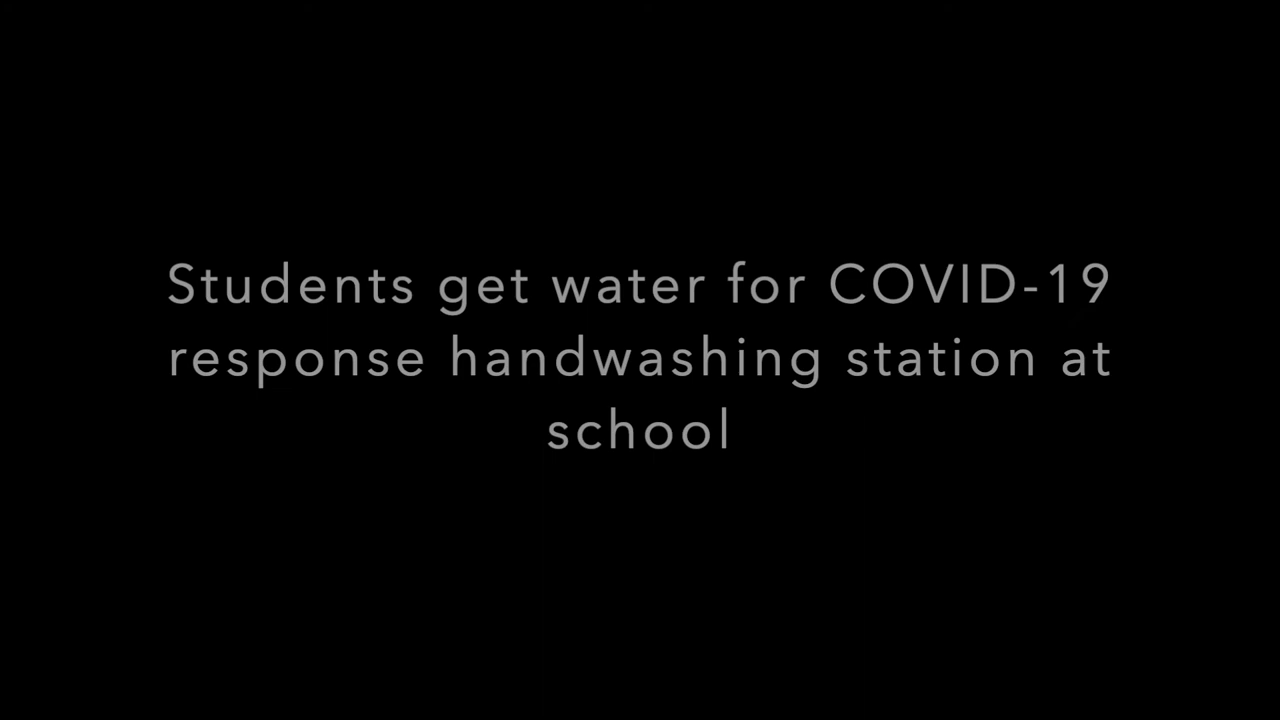 Students get water for COVID-19
response handwashing station at
school